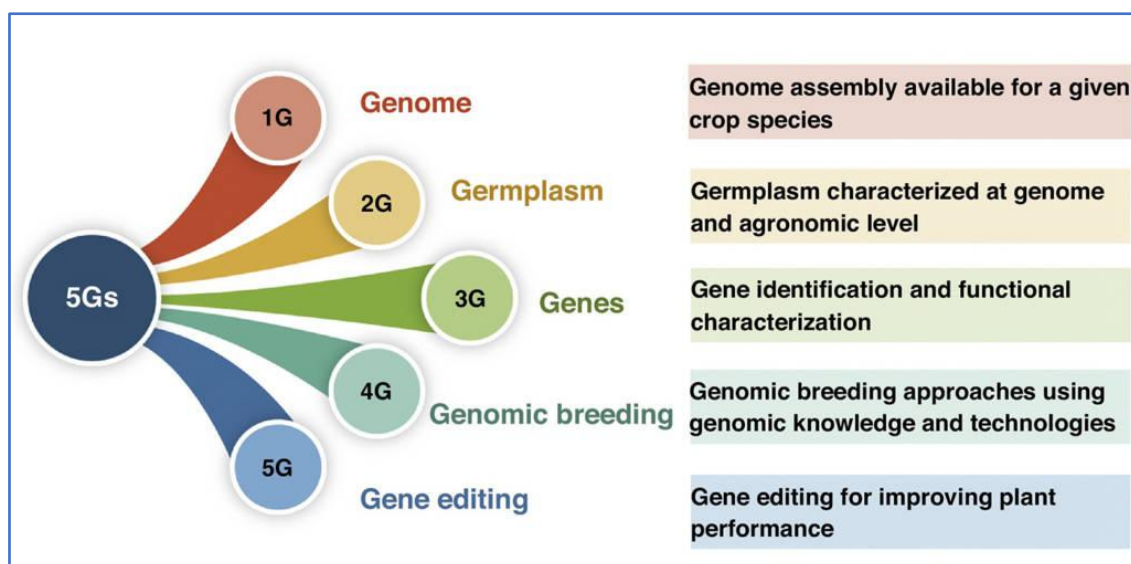 5Gs
1G
Genome
Genome assembly available for a given
crop species
2G
Germplasm
Germplasm characterized at genome
and agronomic level
3G
Genes
Gene identification and functional
characterization
4G
Genomic breeding
Genomic breeding approaches using
genomic knowledge and technologies
5G
Gene editing
Gene editing for improving plant
performance